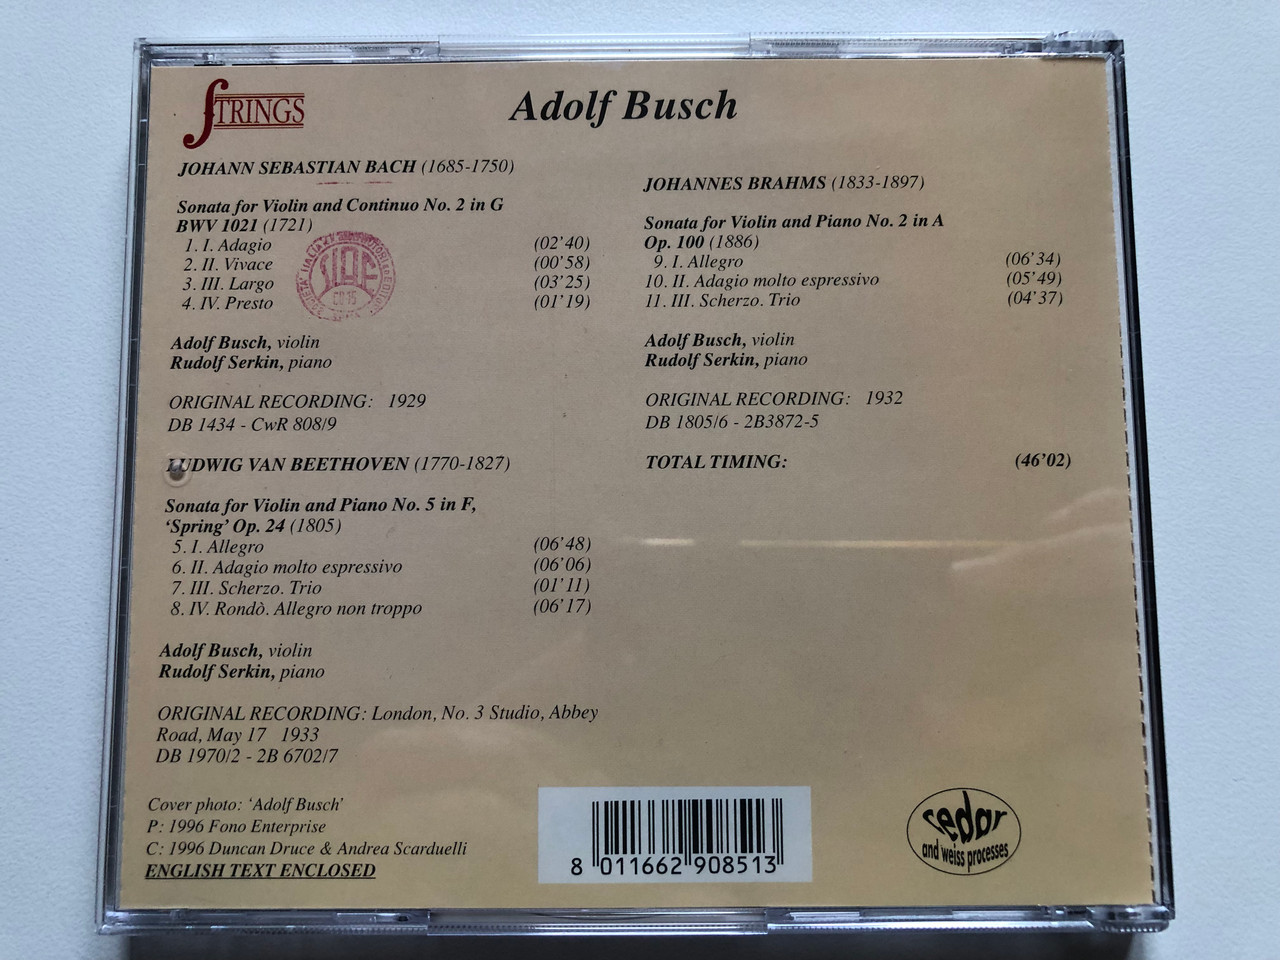 STRINGS
Adolf Busch
JOHANN SEBASTIAN BACH (1685-1750)
Sonata for Violin and Continuo No. 2 in G
BWV 1021 (1721)
1. I. Adagio (02'40)
2. II. Vivace (00'58)
3. III. Largo (03'25)
4. IV. Presto (01'19)
Adolf Busch, violin
Rudolf Serkin, piano
ORIGINAL RECORDING: 1929
DB 1434 - CwR 808/9
LUDWIG VAN BEETHOVEN (1770-1827)
Sonata for Violin and Piano No. 5 in F,
'Spring' Op. 24 (1805)
5. I. Allegro (06'48)
6. II. Adagio molto espressivo (06'06)
7. III. Scherzo. Trio (01'11)
8. IV. Rondò. Allegro non troppo (06'17)
Adolf Busch, violin
Rudolf Serkin, piano
ORIGINAL RECORDING: London, No. 3 Studio, Abbey
Road, May 17 1933
DB 1970/2 - 2B 6702/7
Cover photo: 'Adolf Busch'
P: 1996 Fono Enterprise
C: 1996 Duncan Druce & Andrea Scarduelli
ENGLISH TEXT ENCLOSED
JOHANNES BRAHMS (1833-1897)
Sonata for Violin and Piano No. 2 in A
Op. 100 (1886)
9. I. Allegro (06'34)
10. II. Adagio molto espressivo (05'49)
11. III. Scherzo. Trio (04'37)
Adolf Busch, violin
Rudolf Serkin, piano
ORIGINAL RECORDING: 1932
DB 1805/6 - 2B3872-5
TOTAL TIMING: (46'02)
8 011662 908513
cedar
and weiss processes